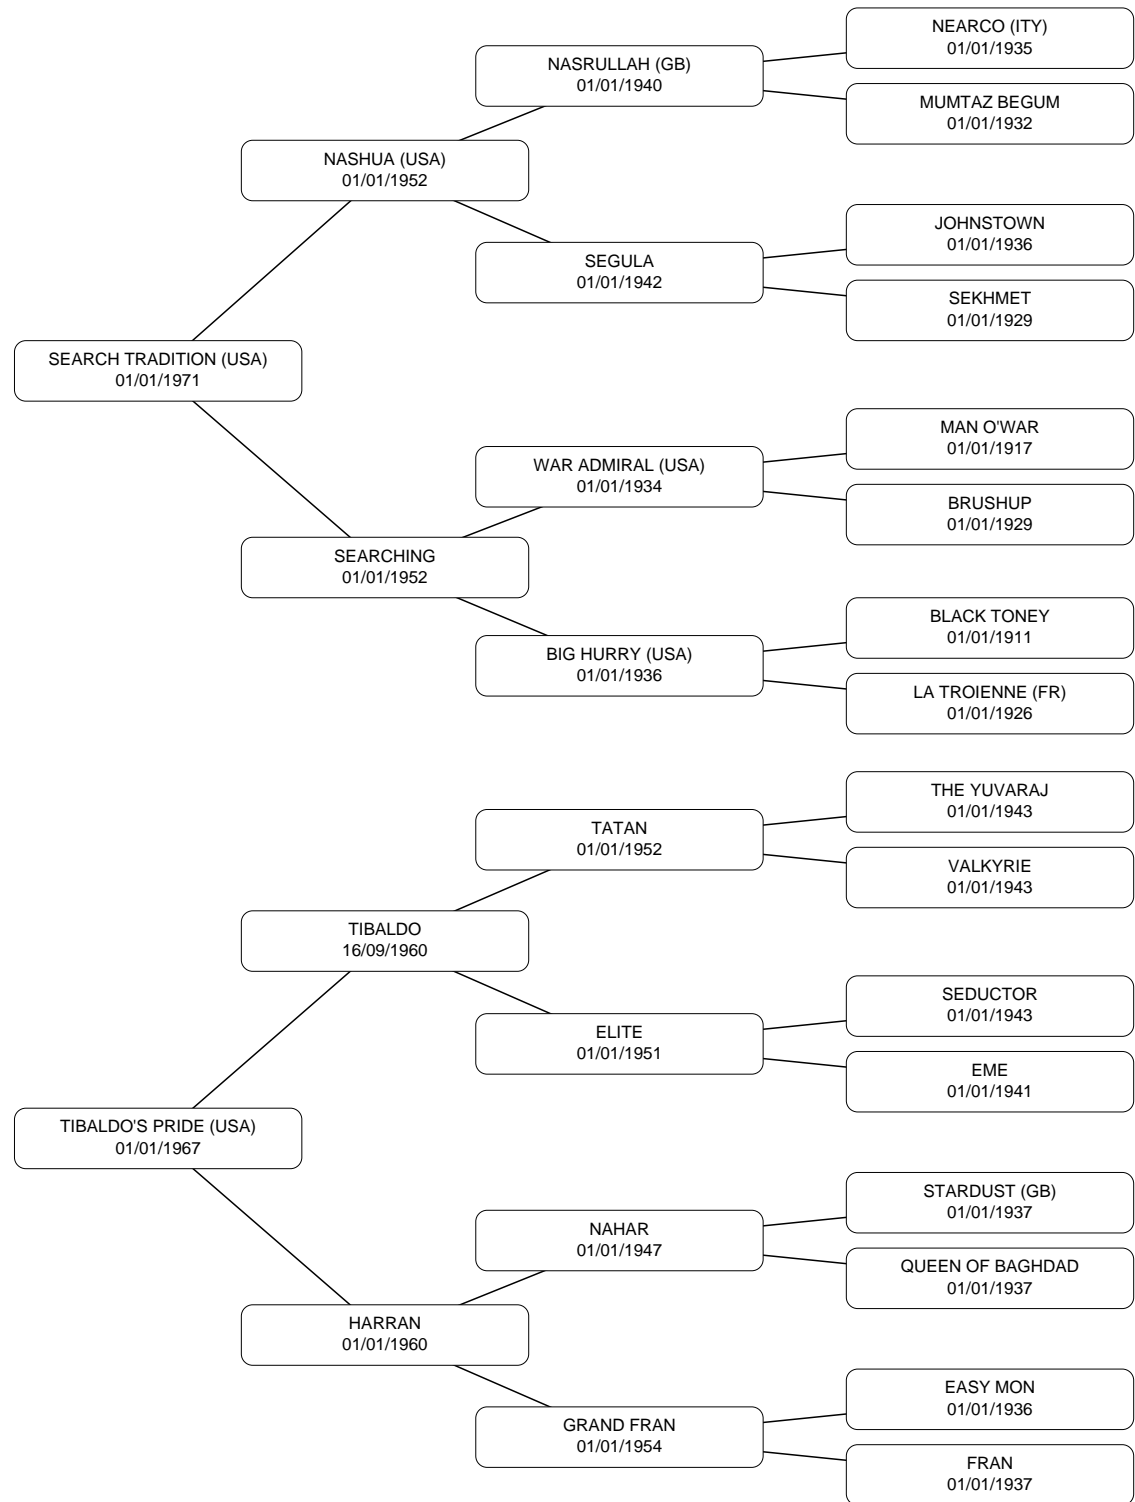 NEARCO (ITY)
01/01/1935
NASRULLAH (GB)
01/01/1940
MUMTAZ BEGUM
01/01/1932
NASHUA (USA)
01/01/1952
JOHNSTOWN
01/01/1936
SEGULA
01/01/1942
SEKHMET
01/01/1929
SEARCH TRADITION (USA)
01/01/1971
MAN O'WAR
01/01/1917
WAR ADMIRAL (USA)
01/01/1934
BRUSHUP
01/01/1929
SEARCHING
01/01/1952
BLACK TONEY
01/01/1911
BIG HURRY (USA)
01/01/1936
LA TROIENNE (FR)
01/01/1926
THE YUVARAJ
01/01/1943
TATAN
01/01/1952
VALKYRIE
01/01/1943
TIBALDO
16/09/1960
SEDUCTOR
01/01/1943
ELITE
01/01/1951
EME
01/01/1941
TIBALDO'S PRIDE (USA)
01/01/1967
STARDUST (GB)
01/01/1937
NAHAR
01/01/1947
QUEEN OF BAGHDAD
01/01/1937
HARRAN
01/01/1960
EASY MON
01/01/1936
GRAND FRAN
01/01/1954
FRAN
01/01/1937